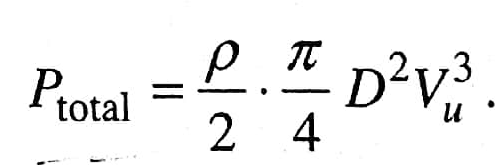 P_total = ρ/2 · π/4 D²V_u³.